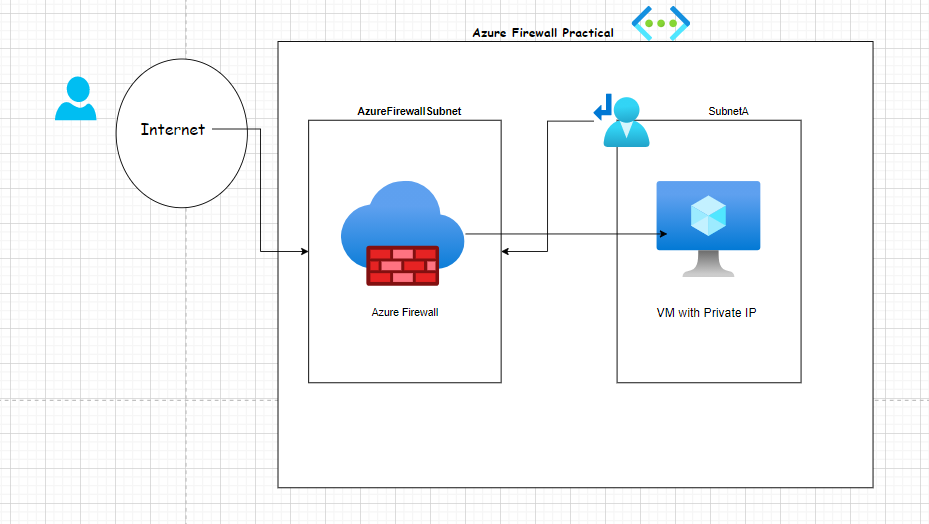 Azure Firewall Practical
Internet
AzureFirewallSubnet
SubnetA
Azure Firewall
VM with Private IP